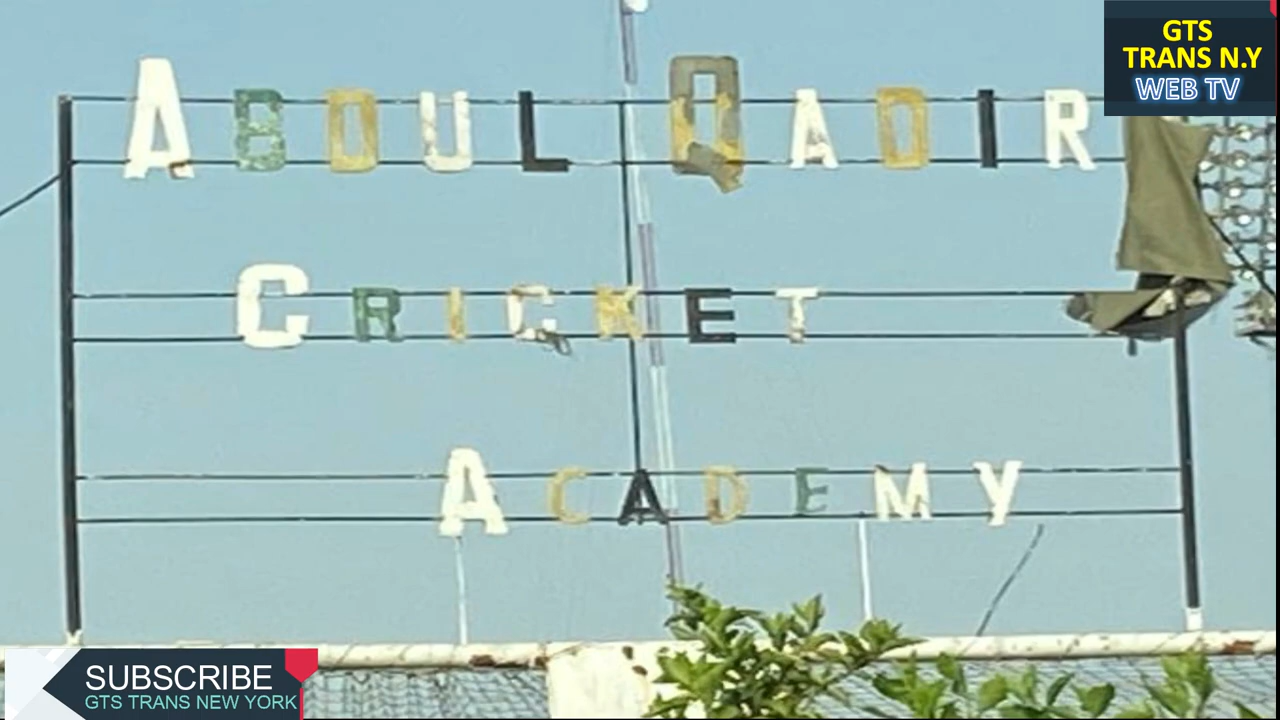 GTS
TRANS N.Y
WEB TV
ABDUL QADIR
CRICKET
ACADEMY
SUBSCRIBE
GTS TRANS NEW YORK